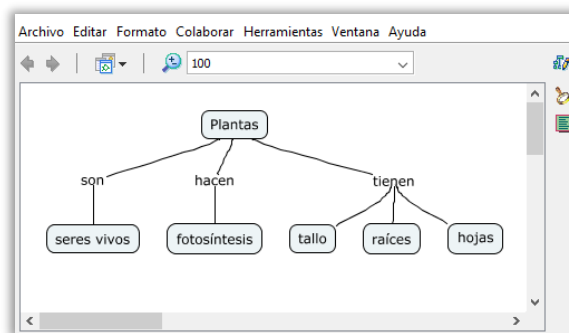 Archivo Editar Formato Colaborar Herramientas Ventana Ayuda
100
Plantas
son hacen tienen
seres vivos fotosíntesis tallo raíces hojas